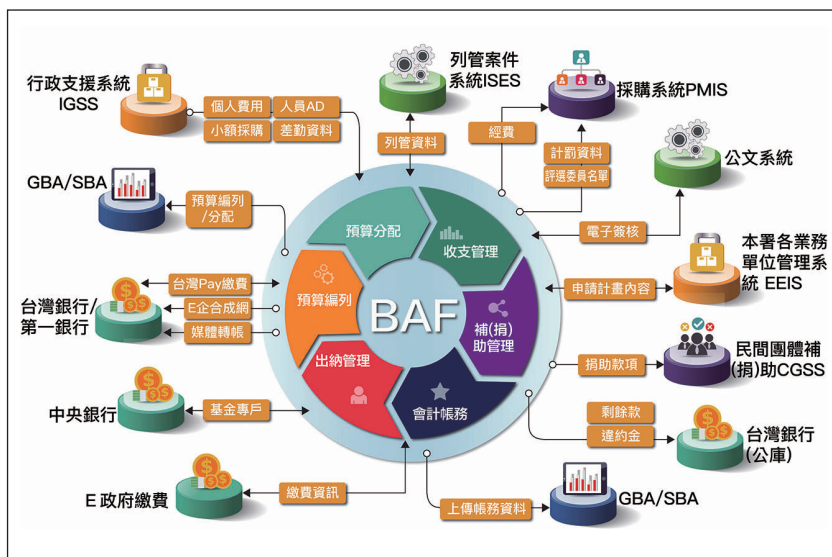 行政支援系統
IGSS
個人費用
人員AD
小額採購
差勤資料
列管案件
系統ISES
列管資料
採購系統PMIS
經費
計罰資料
評選委員名單
公文系統
電子簽核
GBA/SBA
預算編列
/分配
預算分配
收支管理
本署各業務
單位管理系
統 EEIS
申請計畫內容
台灣銀行/
第一銀行
台灣Pay繳費
E企合成網
媒體轉帳
預算編列
BAF
補(捐)
助管理
出納管理
會計帳務
民間團體補
(捐)助CGSS
捐助款項
中央銀行
基金專戶
剩餘款
違約金
台灣銀行
(公庫)
E 政府繳費
繳費資訊
上傳帳務資料
GBA/SBA